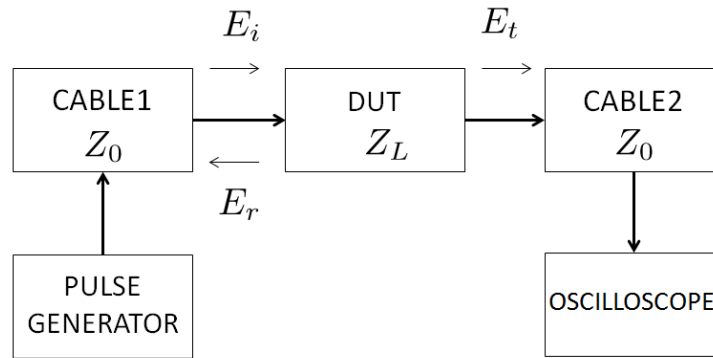 E_i
E_t
CABLE1
Z_0
DUT
Z_L
CABLE2
Z_0
E_r
PULSE
GENERATOR
OSCILLOSCOPE